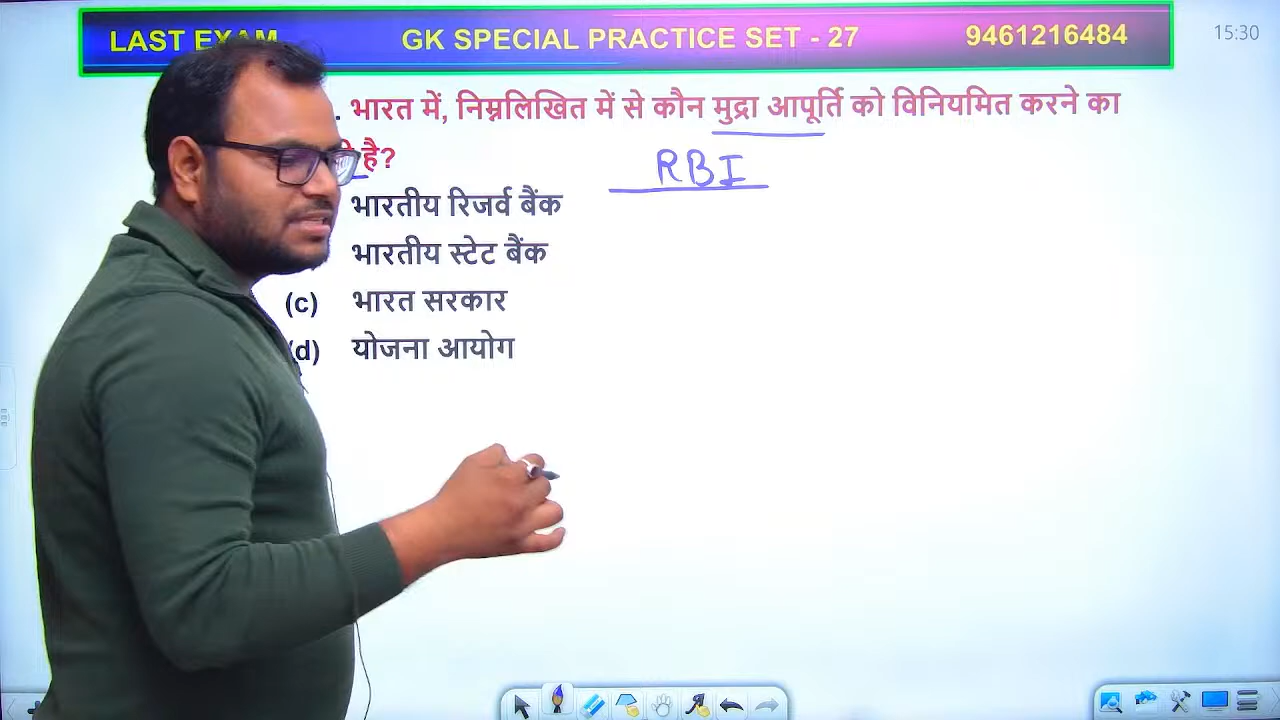 LAST EXAM GK SPECIAL PRACTICE SET - 27 9461216484 15:30
. भारत में, निम्नलिखित में से कौन मुद्रा आपूर्ति को विनियमित करने का
है?
RBI
भारतीय रिजर्व बैंक
भारतीय स्टेट बैंक
(c) भारत सरकार
(d) योजना आयोग